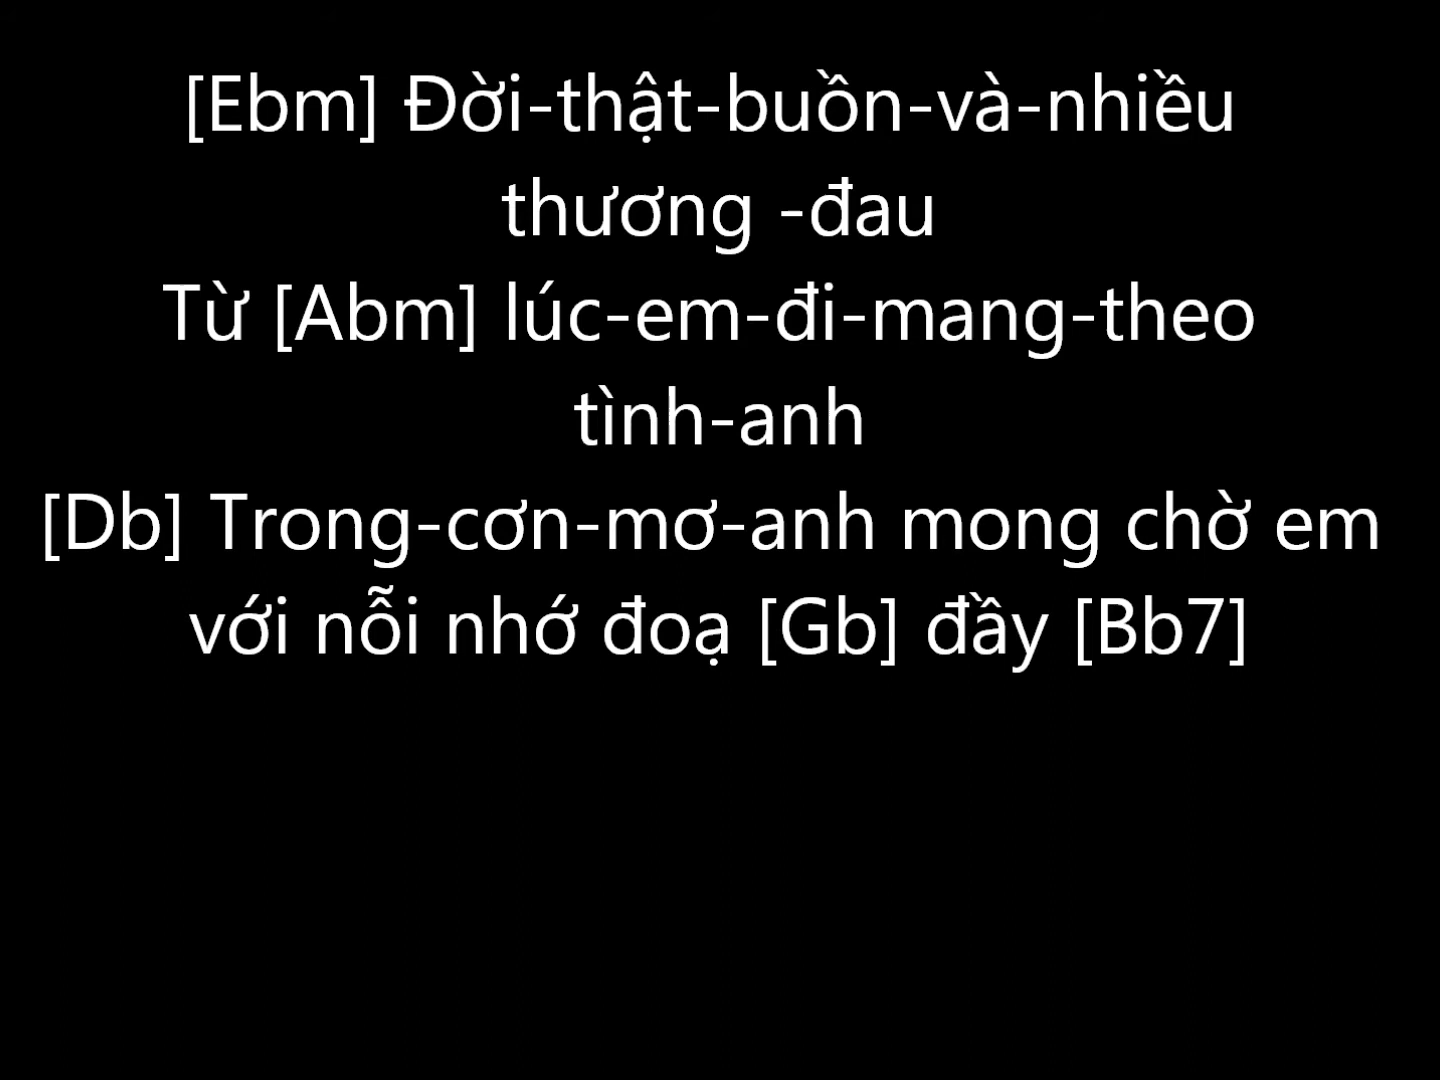 [Ebm] Đời-thật-buồn-và-nhiều
thương -đau
Từ [Abm] lúc-em-đi-mang-theo
tình-anh
[Db] Trong-cơn-mơ-anh mong chờ em
với nỗi nhớ đoạ [Gb] đầy [Bb7]